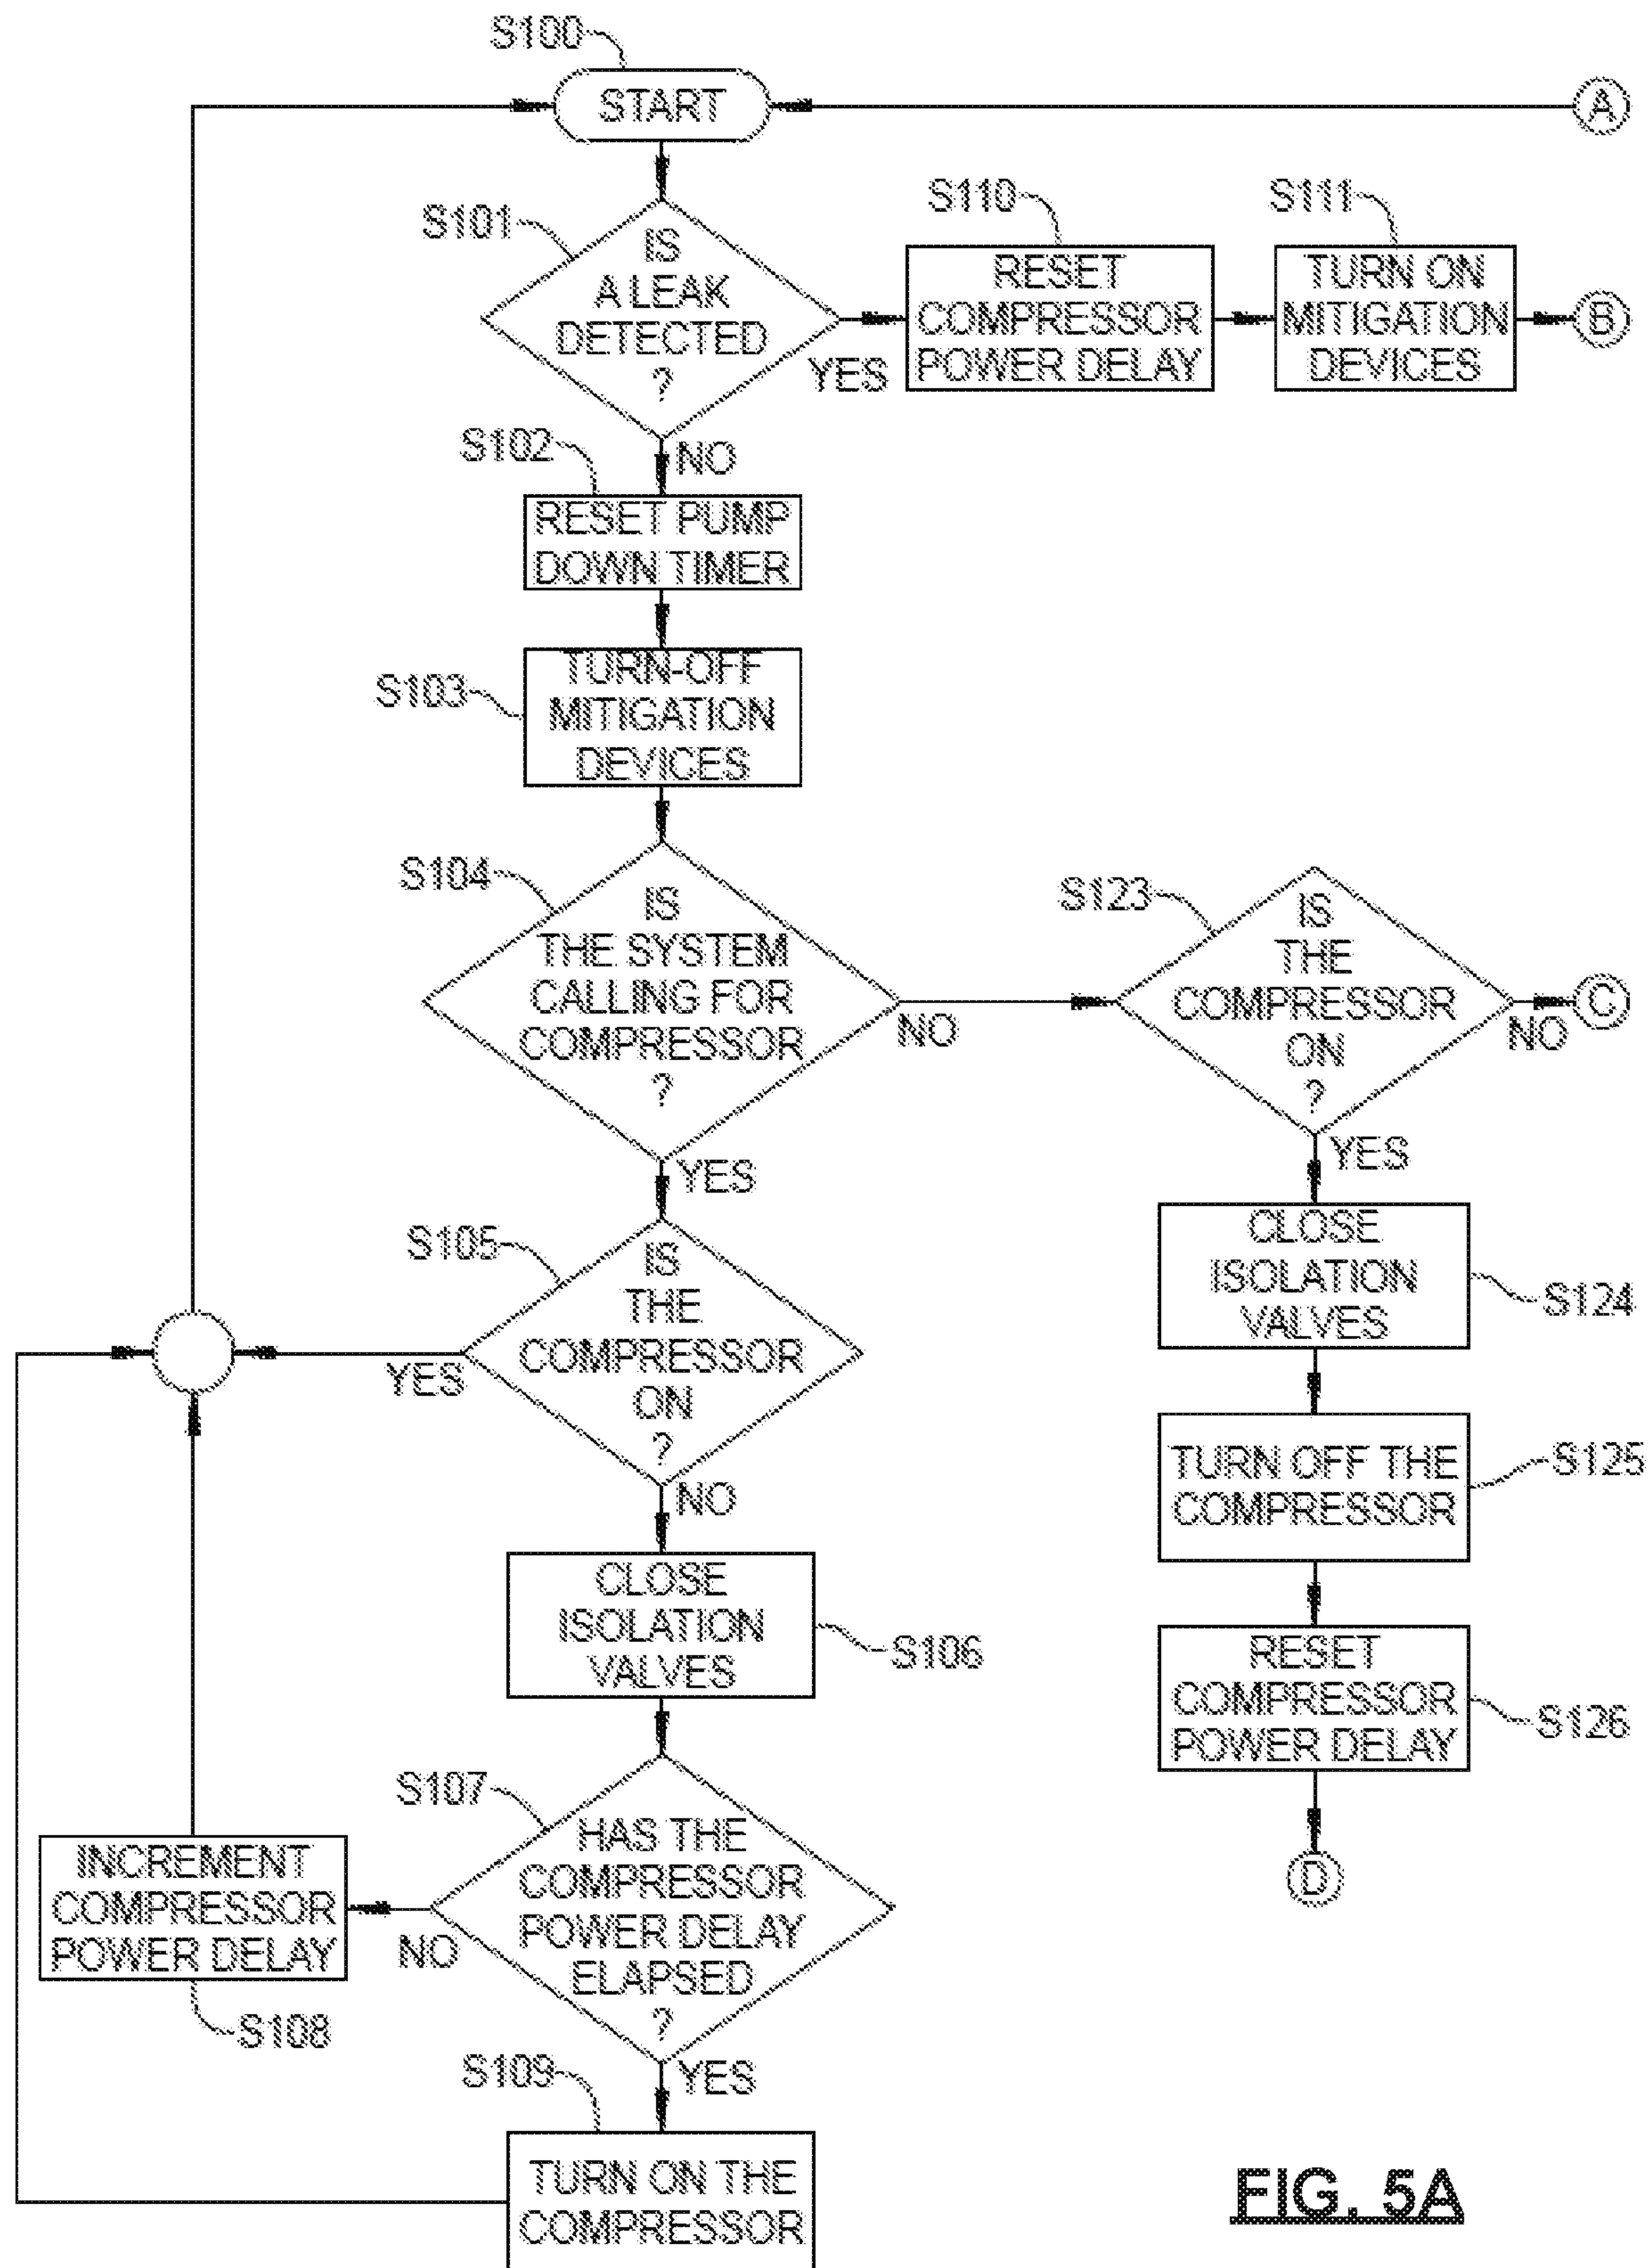 S100
START
A
S101
IS
A LEAK
DETECTED
?
YES
NO
S110
RESET
COMPRESSOR
POWER DELAY
S111
TURN ON
MITIGATION
DEVICES
B
S102
RESET PUMP
DOWN TIMER
S103
TURN-OFF
MITIGATION
DEVICES
S104
IS
THE SYSTEM
CALLING FOR
COMPRESSOR
?
NO
YES
S123
IS
THE
COMPRESSOR
ON
?
NO
C
YES
S105
IS
THE
COMPRESSOR
ON
?
YES
NO
CLOSE
ISOLATION
VALVES
S124
TURN OFF THE
COMPRESSOR
S125
RESET
COMPRESSOR
POWER DELAY
S126
D
CLOSE
ISOLATION
VALVES
S106
S107
HAS THE
COMPRESSOR
POWER DELAY
ELAPSED
?
NO
YES
INCREMENT
COMPRESSOR
POWER DELAY
S108
S109
TURN ON THE
COMPRESSOR
FIG. 5A